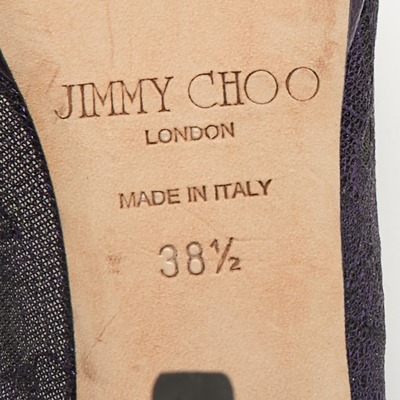 JIMMY CHOO
LONDON
MADE IN ITALY
38½